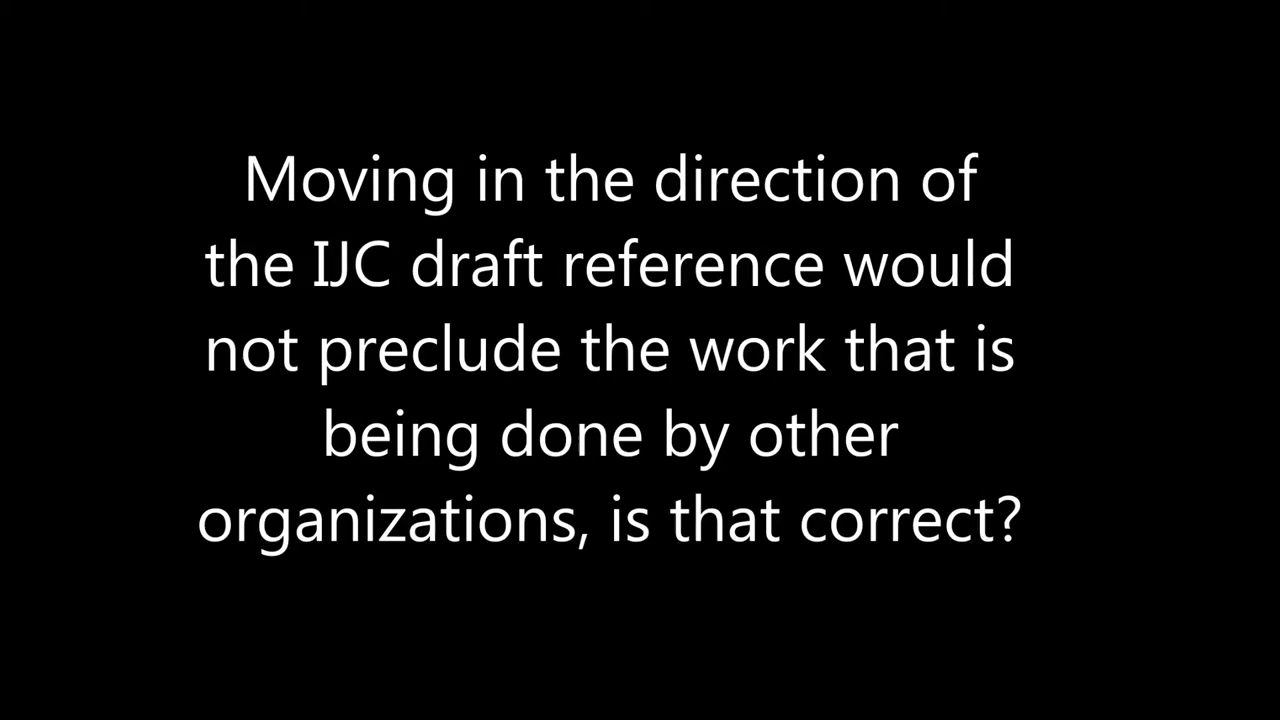 Moving in the direction of
the IJC draft reference would
not preclude the work that is
being done by other
organizations, is that correct?